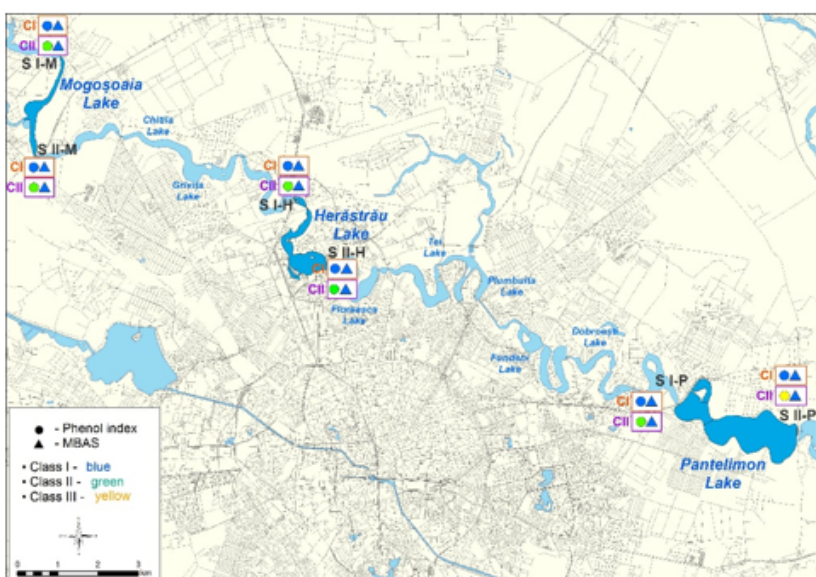 CI
CII
S I-M
Mogoșoaia
Lake
S II-M
CI
CII
Chitila
Lake
Grivița
Lake
CI
CII
S I-H
Herăstrău
Lake
S II-H
CI
CII
Floreasca
Lake
Tei
Lake
Plumbuita
Lake
Fundeni
Lake
Dobroești
Lake
S I-P
CI
CII
CI
CII
S II-P
Pantelimon
Lake
- Phenol index
- MBAS
• Class I - blue
• Class II - green
• Class III - yellow
0 1 2 3